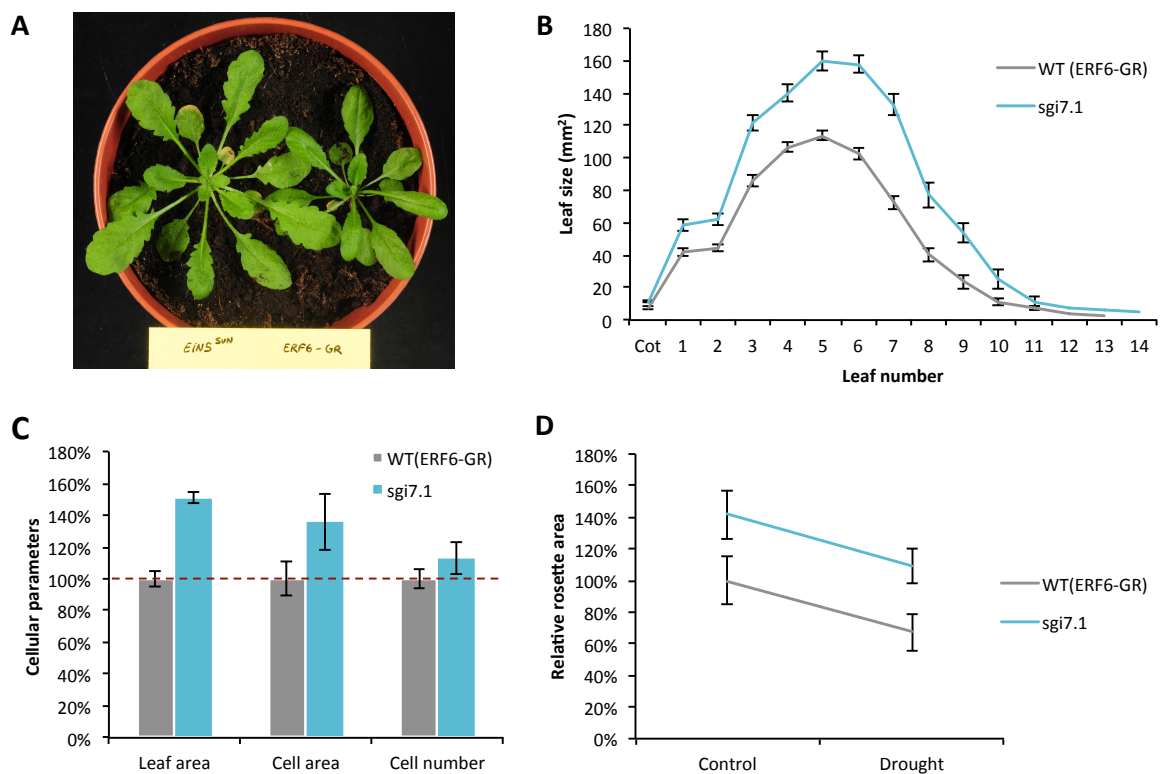 A
EiNS SUN ERF6-GR
B
180
160
140
120
100
80
60
40
20
0
Leaf size (mm²)
Cot 1 2 3 4 5 6 7 8 9 10 11 12 13 14
Leaf number
WT (ERF6-GR)
sgi7.1
C
180%
160%
140%
120%
100%
80%
60%
40%
20%
0%
Cellular parameters
Leaf area Cell area Cell number
WT(ERF6-GR)
sgi7.1
D
180%
160%
140%
120%
100%
80%
60%
40%
20%
0%
Relative rosette area
Control Drought
WT(ERF6-GR)
sgi7.1